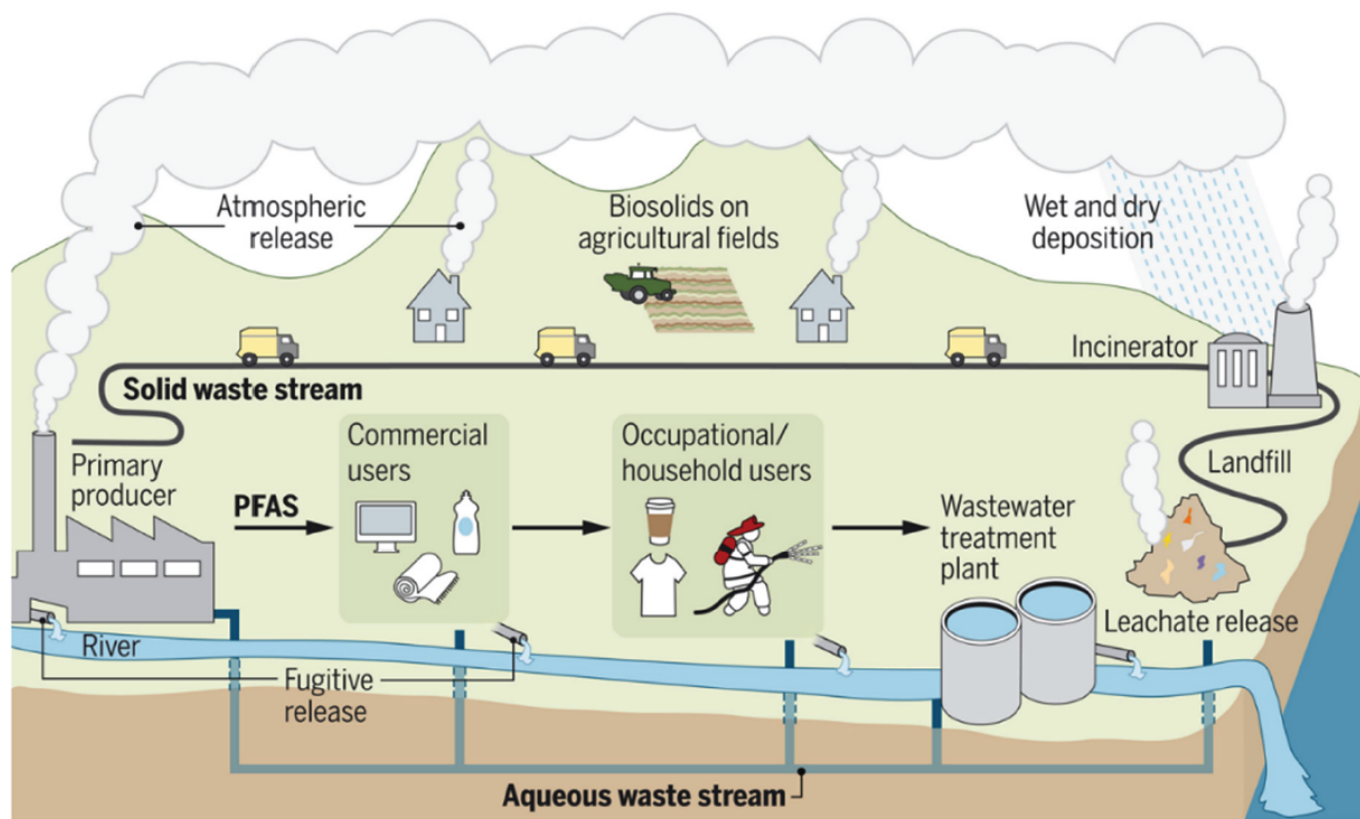 Atmospheric
release
Biosolids on
agricultural fields
Wet and dry
deposition
Incinerator
Solid waste stream
Primary
producer
PFAS
Commercial
users
Occupational/
household users
Wastewater
treatment
plant
Landfill
Leachate release
River
Fugitive
release
Aqueous waste stream